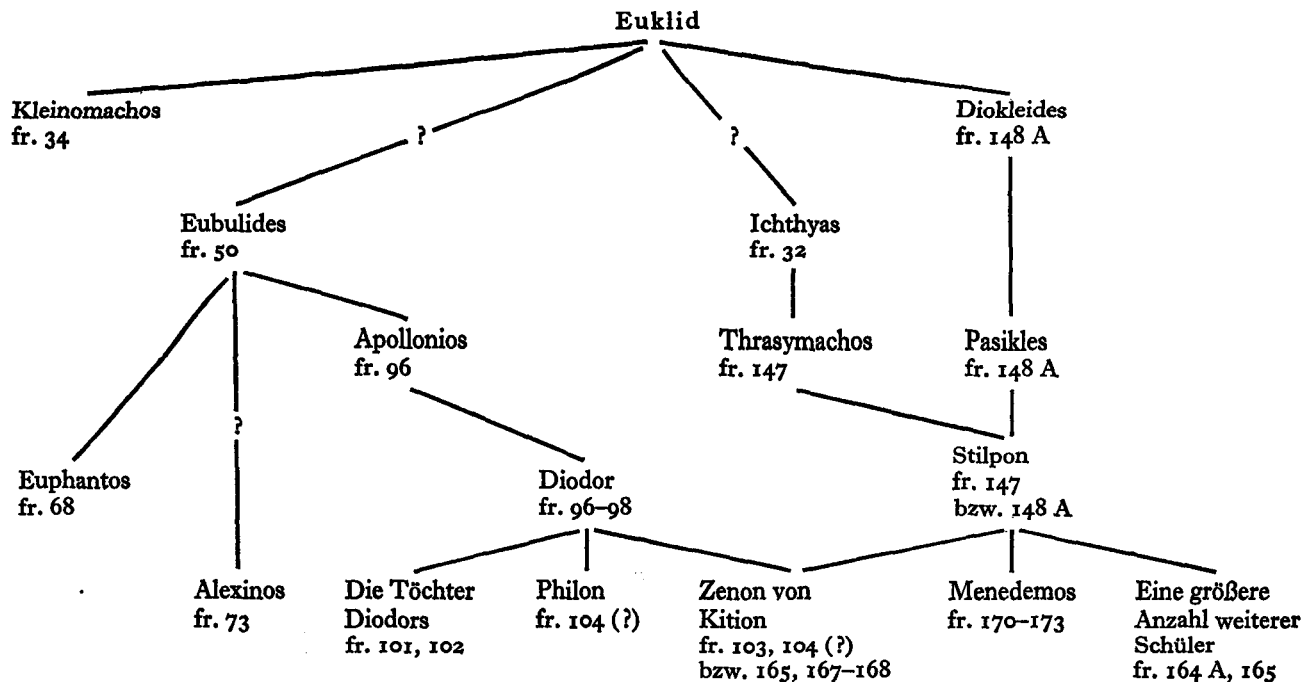 Euklid
Kleinomachos
fr. 34
Diokleides
fr. 148 A
?
?
Eubulides
fr. 50
Ichthyas
fr. 32
Apollonios
fr. 96
Thrasymachos
fr. 147
Pasikles
fr. 148 A
?
Euphantos
fr. 68
Diodor
fr. 96–98
Stilpon
fr. 147
bzw. 148 A
Alexinos
fr. 73
Die Töchter
Diodors
fr. 101, 102
Philon
fr. 104 (?)
Zenon von
Kition
fr. 103, 104 (?)
bzw. 165, 167–168
Menedemos
fr. 170–173
Eine größere
Anzahl weiterer
Schüler
fr. 164 A, 165